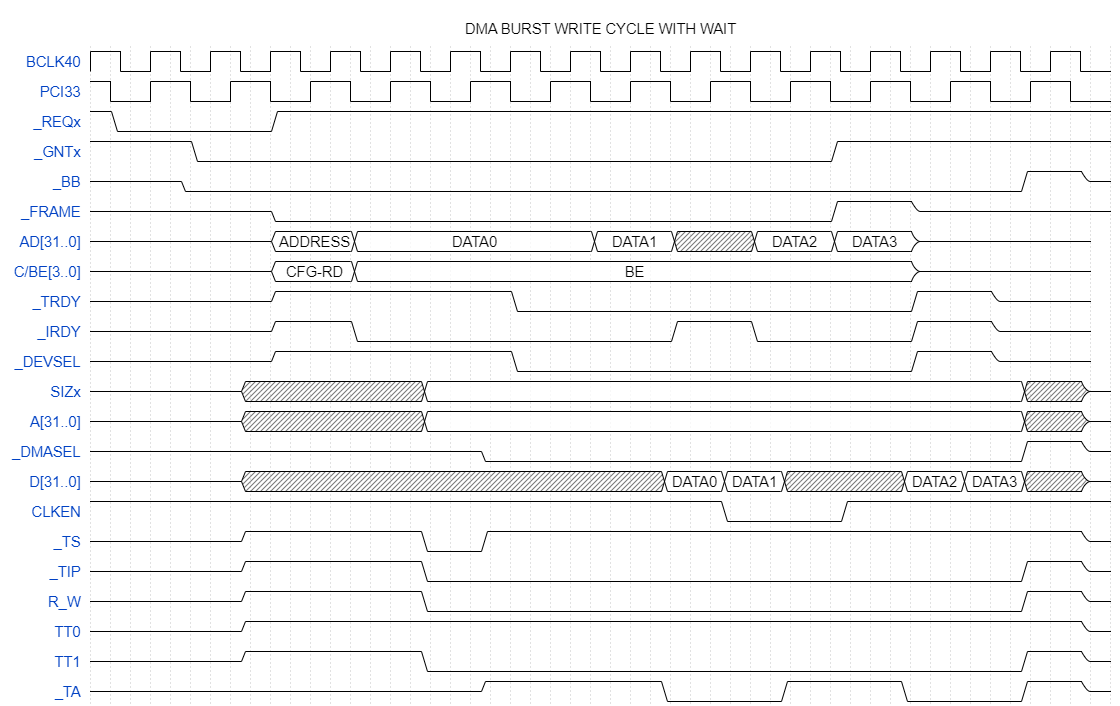 DMA BURST WRITE CYCLE WITH WAIT
BCLK40
PCI33
_REQx
_GNTx
_BB
_FRAME
AD[31..0] ADDRESS DATA0 DATA1 DATA2 DATA3
C/BE[3..0] CFG-RD BE
_TRDY
_IRDY
_DEVSEL
SIZx
A[31..0]
_DMASEL
D[31..0] DATA0 DATA1 DATA2 DATA3
CLKEN
_TS
_TIP
R_W
TT0
TT1
_TA